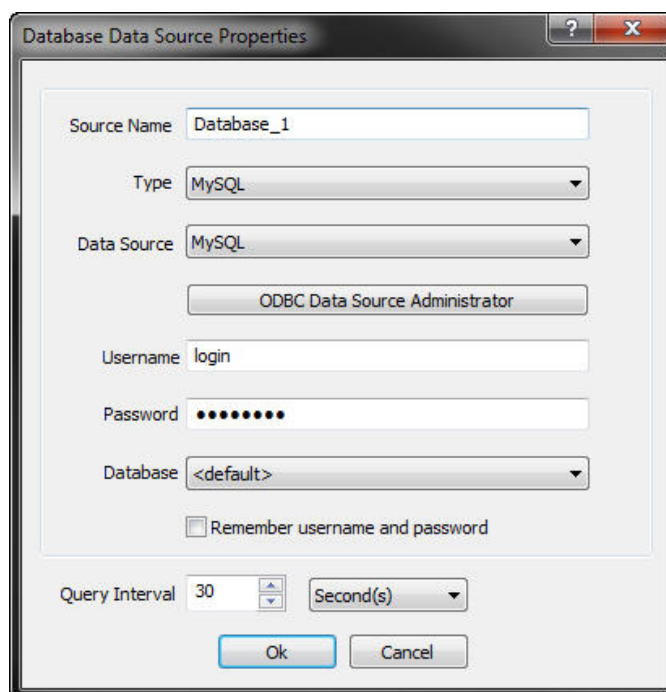 Database Data Source Properties
?
X
Source Name Database_1
Type MySQL
Data Source MySQL
ODBC Data Source Administrator
Username login
Password ●●●●●●●●
Database <default>
Remember username and password
Query Interval 30 Second(s)
Ok Cancel